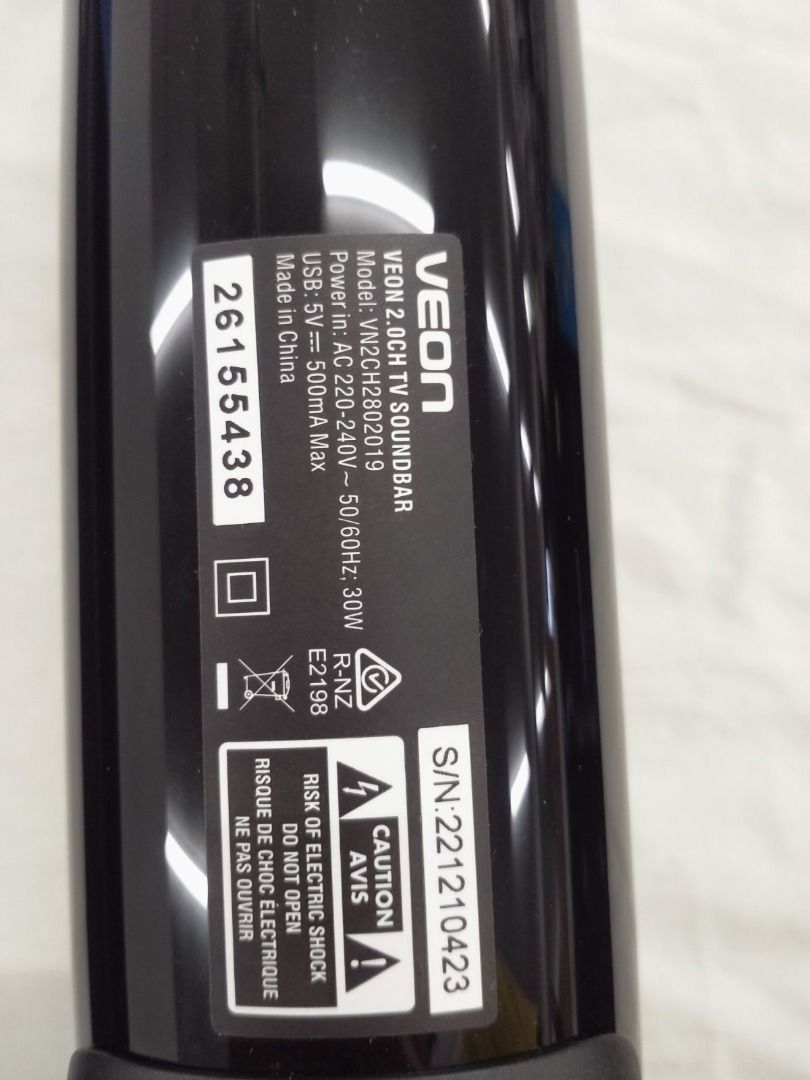 VEON
VEON 2.0CH TV SOUNDBAR
Model: VN2CH2802019
Power in: AC 220-240V ~ 50/60Hz; 30W
USB: 5V ⎓ 500mA Max
Made in China
26155438
R-NZ
E2198
S/N:221210423
CAUTION
AVIS
RISK OF ELECTRIC SHOCK
DO NOT OPEN
RISQUE DE CHOC ÉLECTRIQUE
NE PAS OUVRIR